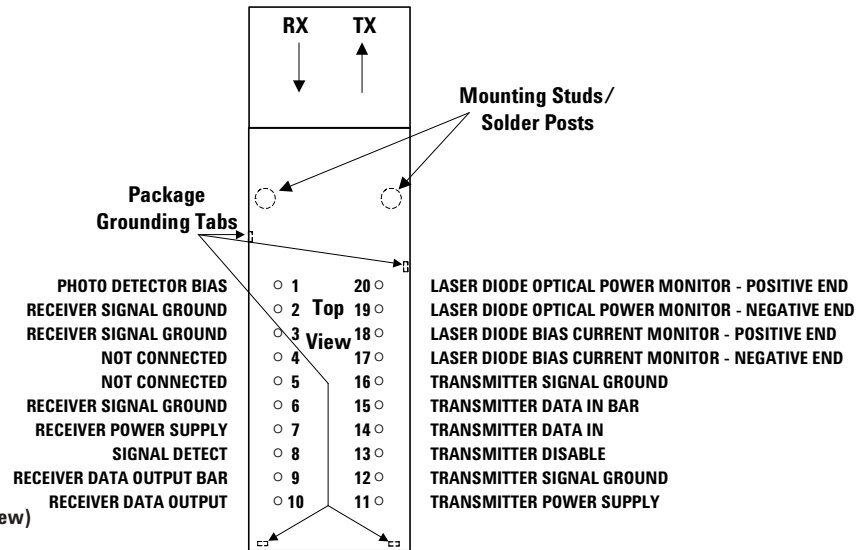 RX TX
Mounting Studs/
Solder Posts
Package
Grounding Tabs
Top
View
PHOTO DETECTOR BIAS 1 20 LASER DIODE OPTICAL POWER MONITOR - POSITIVE END
RECEIVER SIGNAL GROUND 2 19 LASER DIODE OPTICAL POWER MONITOR - NEGATIVE END
RECEIVER SIGNAL GROUND 3 18 LASER DIODE BIAS CURRENT MONITOR - POSITIVE END
NOT CONNECTED 4 17 LASER DIODE BIAS CURRENT MONITOR - NEGATIVE END
NOT CONNECTED 5 16 TRANSMITTER SIGNAL GROUND
RECEIVER SIGNAL GROUND 6 15 TRANSMITTER DATA IN BAR
RECEIVER POWER SUPPLY 7 14 TRANSMITTER DATA IN
SIGNAL DETECT 8 13 TRANSMITTER DISABLE
RECEIVER DATA OUTPUT BAR 9 12 TRANSMITTER SIGNAL GROUND
RECEIVER DATA OUTPUT 10 11 TRANSMITTER POWER SUPPLY
ew)